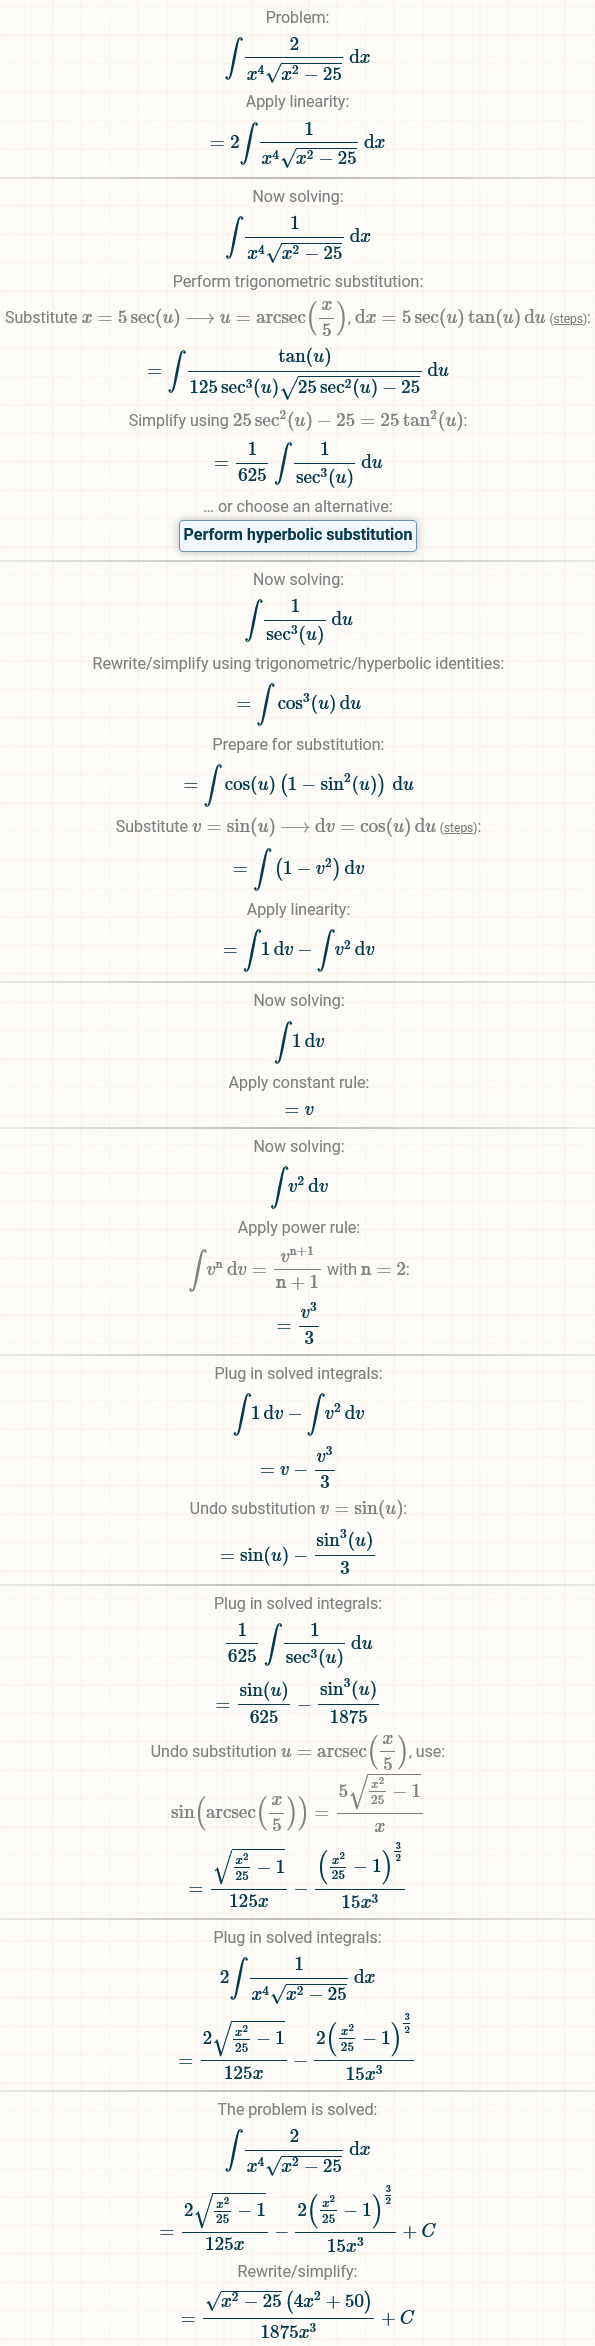 Problem:
∫ 2/(x⁴√(x² − 25)) dx
Apply linearity:
= 2∫ 1/(x⁴√(x² − 25)) dx
Now solving:
∫ 1/(x⁴√(x² − 25)) dx
Perform trigonometric substitution:
Substitute x = 5 sec(u) ⟶ u = arcsec(x/5), dx = 5 sec(u) tan(u) du (steps):
= ∫ tan(u)/(125 sec³(u)√(25 sec²(u) − 25)) du
Simplify using 25 sec²(u) − 25 = 25 tan²(u):
= 1/625 ∫ 1/sec³(u) du
… or choose an alternative:
Perform hyperbolic substitution
Now solving:
∫ 1/sec³(u) du
Rewrite/simplify using trigonometric/hyperbolic identities:
= ∫ cos³(u) du
Prepare for substitution:
= ∫ cos(u) (1 − sin²(u)) du
Substitute v = sin(u) ⟶ dv = cos(u) du (steps):
= ∫ (1 − v²) dv
Apply linearity:
= ∫ 1 dv − ∫ v² dv
Now solving:
∫ 1 dv
Apply constant rule:
= v
Now solving:
∫ v² dv
Apply power rule:
∫ vⁿ dv = vⁿ⁺¹/(n + 1) with n = 2:
= v³/3
Plug in solved integrals:
∫ 1 dv − ∫ v² dv
= v − v³/3
Undo substitution v = sin(u):
= sin(u) − sin³(u)/3
Plug in solved integrals:
1/625 ∫ 1/sec³(u) du
= sin(u)/625 − sin³(u)/1875
Undo substitution u = arcsec(x/5), use:
sin(arcsec(x/5)) = 5√(x²/25 − 1)/x
= √(x²/25 − 1)/(125x) − (x²/25 − 1)^(3/2)/(15x³)
Plug in solved integrals:
2∫ 1/(x⁴√(x² − 25)) dx
= 2√(x²/25 − 1)/(125x) − 2(x²/25 − 1)^(3/2)/(15x³)
The problem is solved:
∫ 2/(x⁴√(x² − 25)) dx
= 2√(x²/25 − 1)/(125x) − 2(x²/25 − 1)^(3/2)/(15x³) + C
Rewrite/simplify:
= √(x² − 25) (4x² + 50)/(1875x³) + C